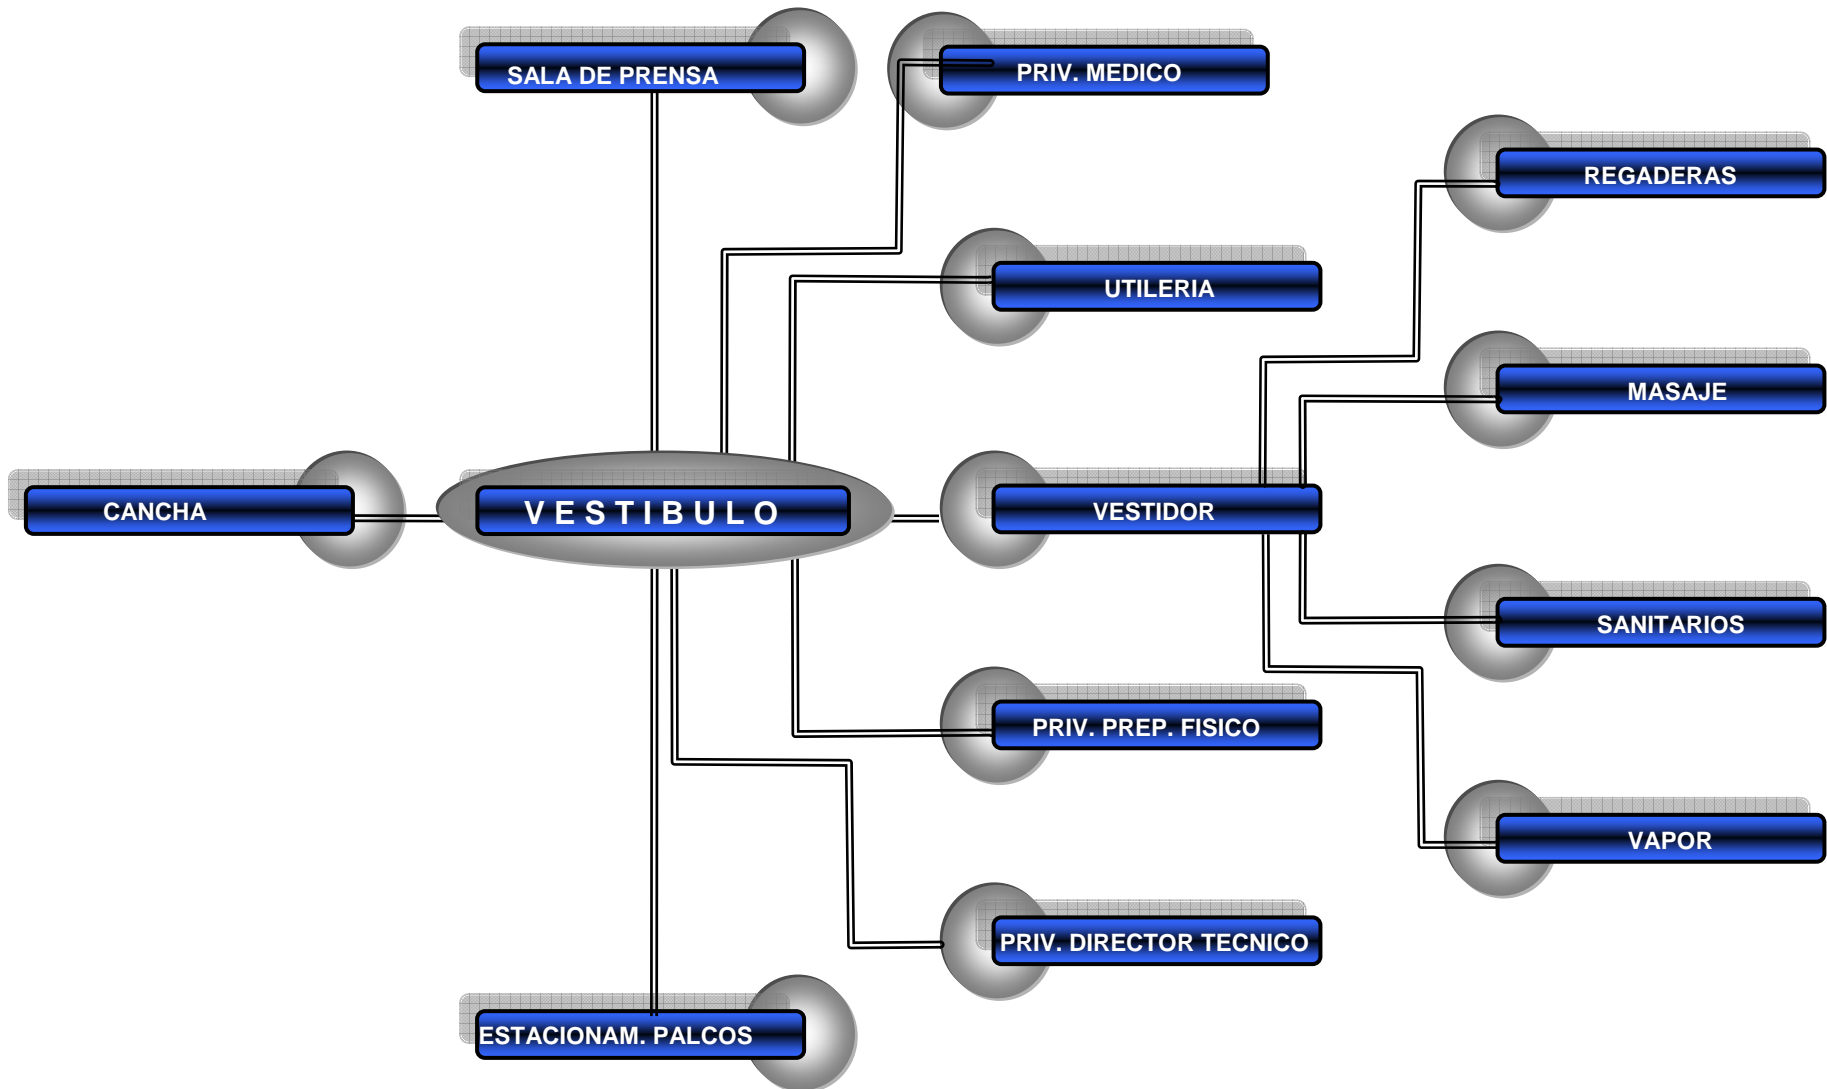 SALA DE PRENSA
PRIV. MEDICO
REGADERAS
UTILERIA
MASAJE
CANCHA
VESTIBULO
VESTIDOR
SANITARIOS
PRIV. PREP. FISICO
VAPOR
PRIV. DIRECTOR TECNICO
ESTACIONAM. PALCOS